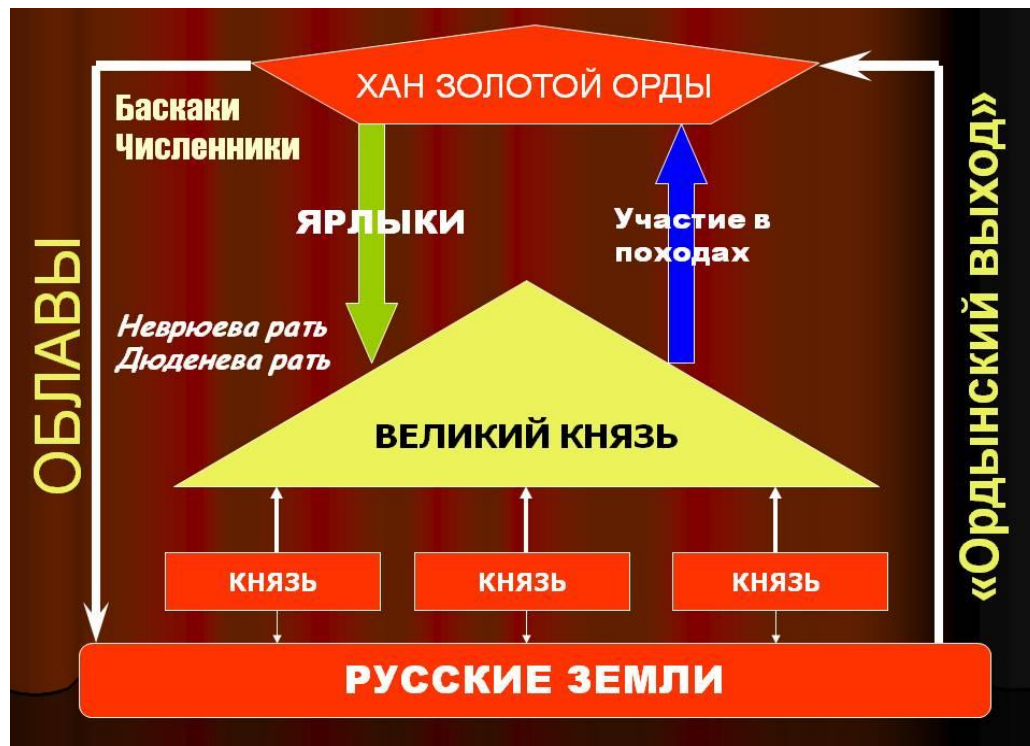 ХАН ЗОЛОТОЙ ОРДЫ
Баскаки
Численники
ЯРЛЫКИ
Участие в
походах
ОБЛАВЫ
«Ордынский выход»
Неврюева рать
Дюденева рать
ВЕЛИКИЙ КНЯЗЬ
КНЯЗЬ
КНЯЗЬ
КНЯЗЬ
РУССКИЕ ЗЕМЛИ